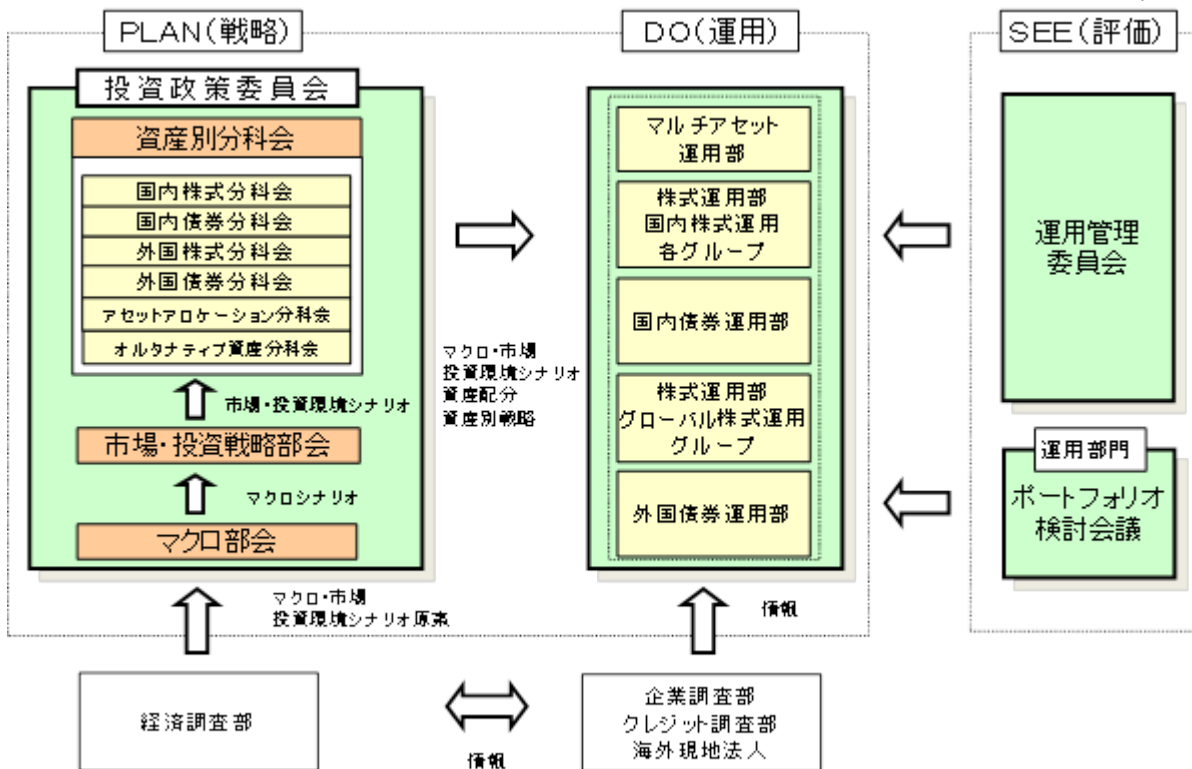 PLAN(戦略)
投資政策委員会
資産別分科会
国内株式分科会
国内債券分科会
外国株式分科会
外国債券分科会
アセットアロケーション分科会
オルタナティブ資産分科会
市場・投資環境シナリオ
市場・投資戦略部会
マクロシナリオ
マクロ部会
マクロ・市場
投資環境シナリオ原案
経済調査部
マクロ・市場
投資環境シナリオ
資産配分
資産別戦略
DO(運用)
マルチアセット
運用部
株式運用部
国内株式運用
各グループ
国内債券運用部
株式運用部
グローバル株式運用
グループ
外国債券運用部
情報
情報
企業調査部
クレジット調査部
海外現地法人
SEE(評価)
運用管理
委員会
運用部門
ポートフォリオ
検討会議